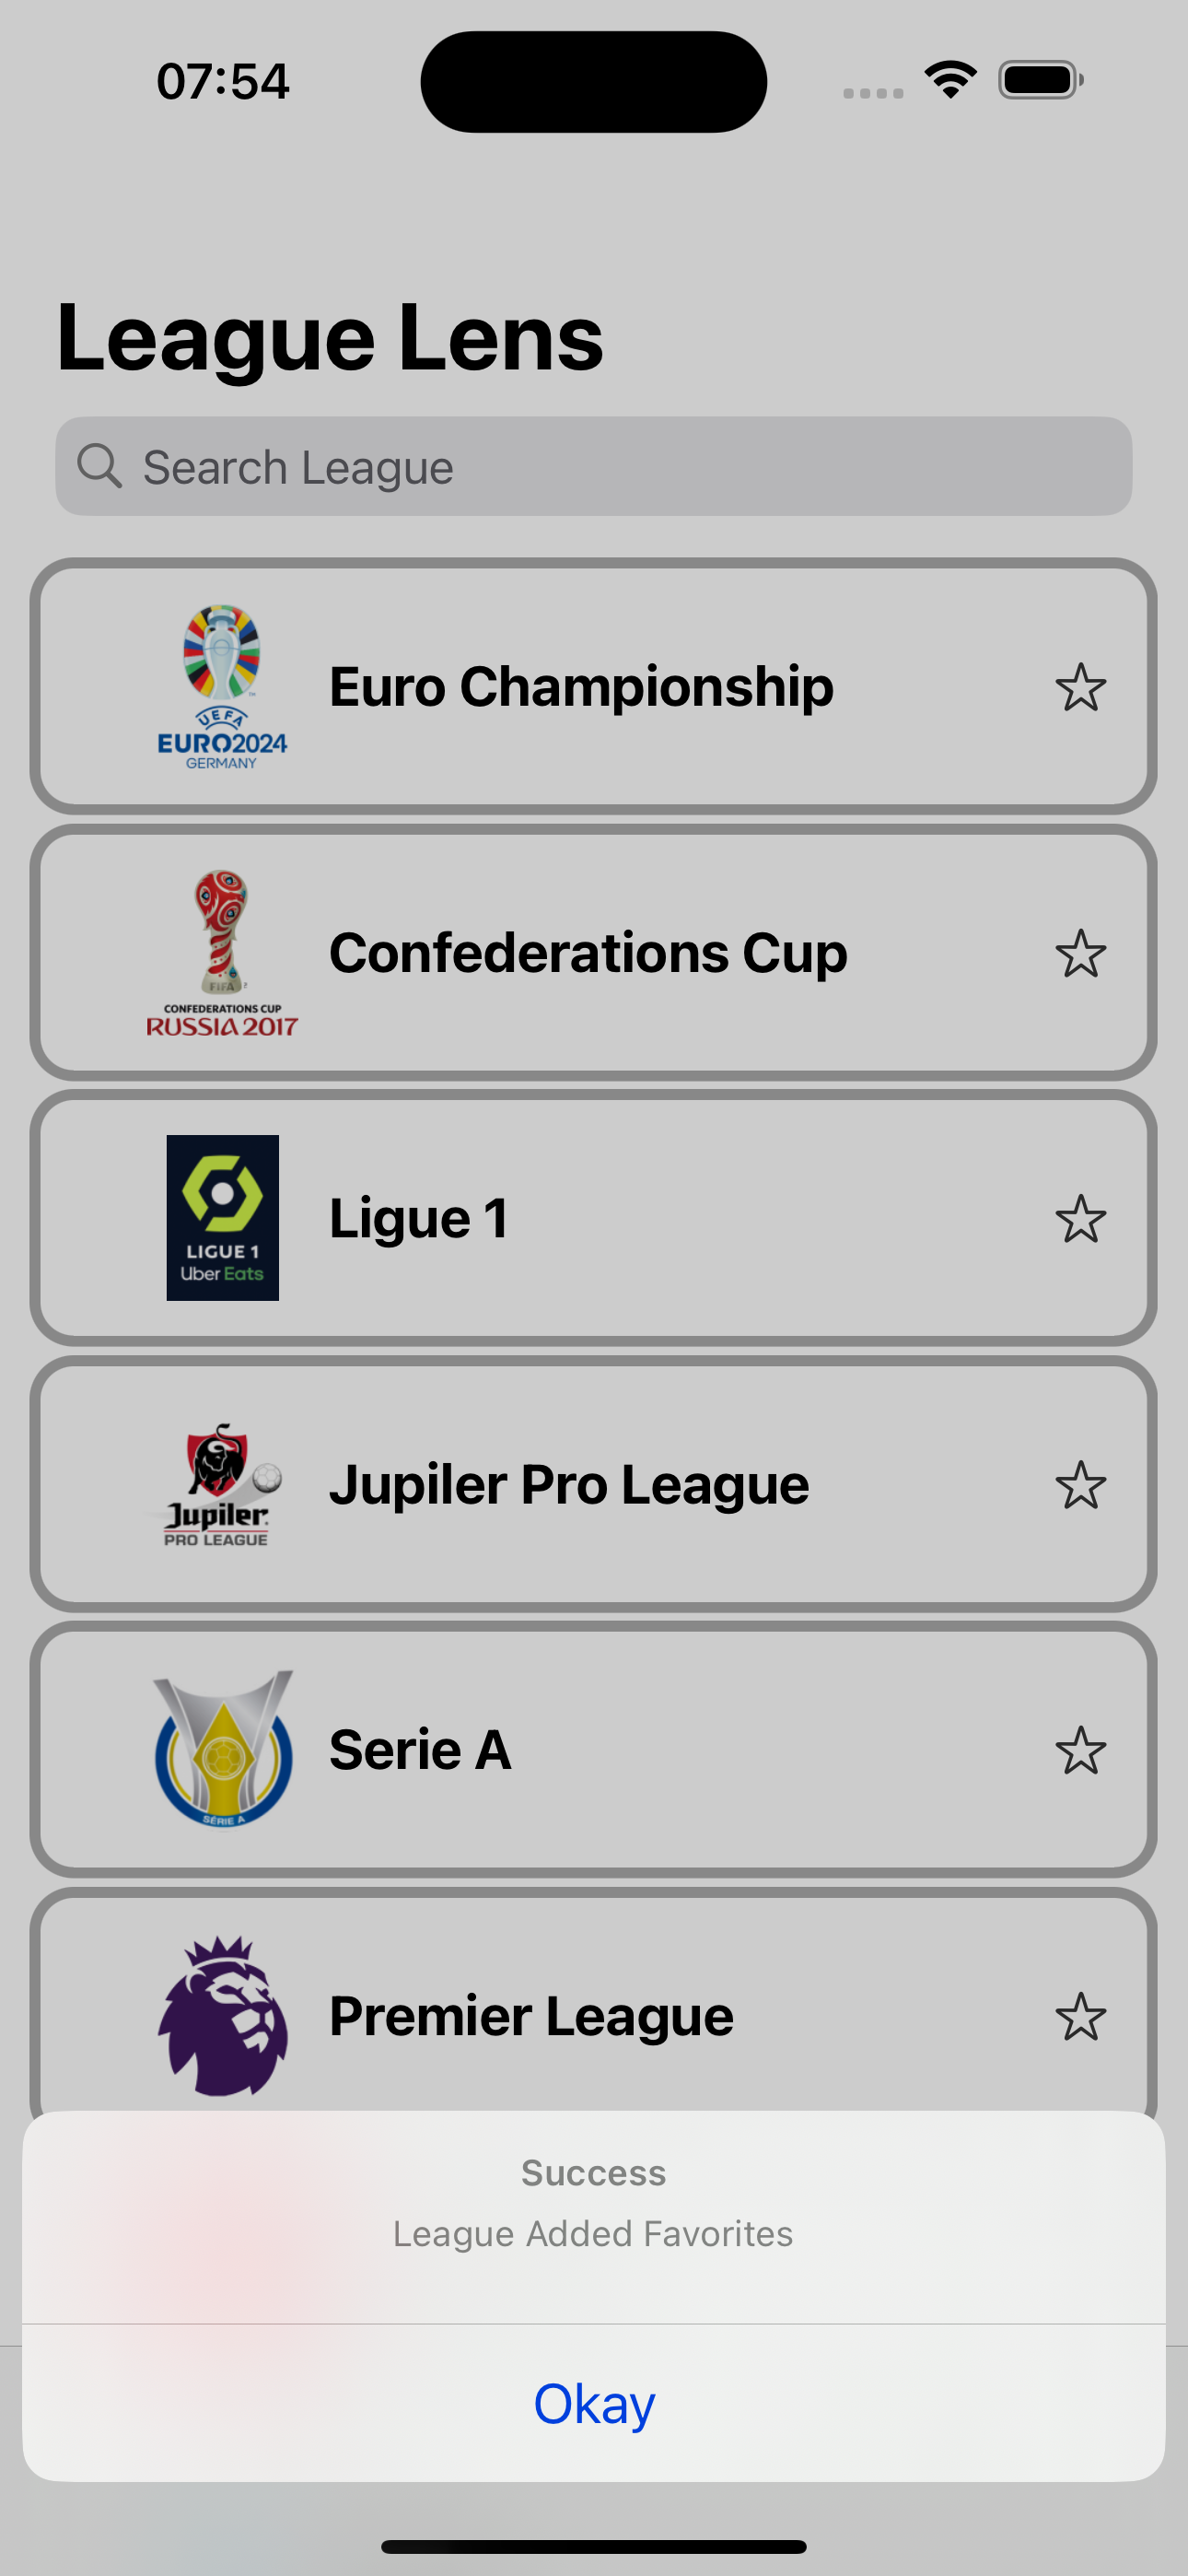 07:54
League Lens
Search League
UEFA
EURO2024
GERMANY
Euro Championship
FIFA
CONFEDERATIONS CUP
RUSSIA 2017
Confederations Cup
LIGUE 1
Uber Eats
Ligue 1
Jupiler
PRO LEAGUE
Jupiler Pro League
SÉRIE A
Serie A
Premier League
Success
League Added Favorites
Okay